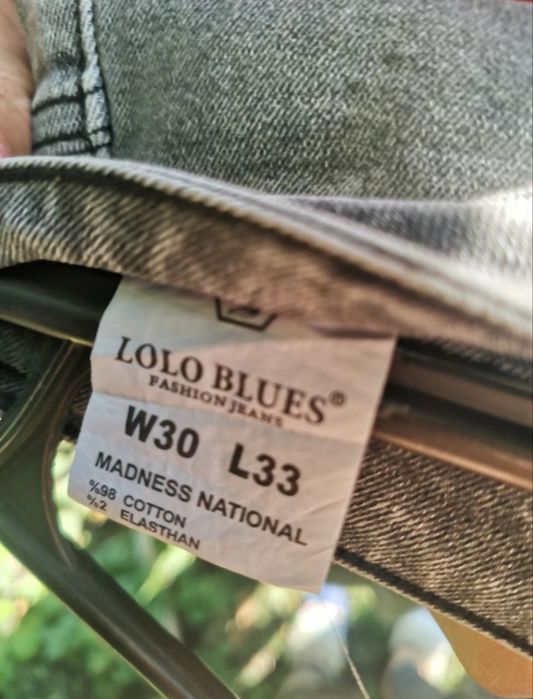 LOLO BLUES®
FASHION JEANS
W30 L33
MADNESS NATIONAL
%98 COTTON
%2 ELASTHAN